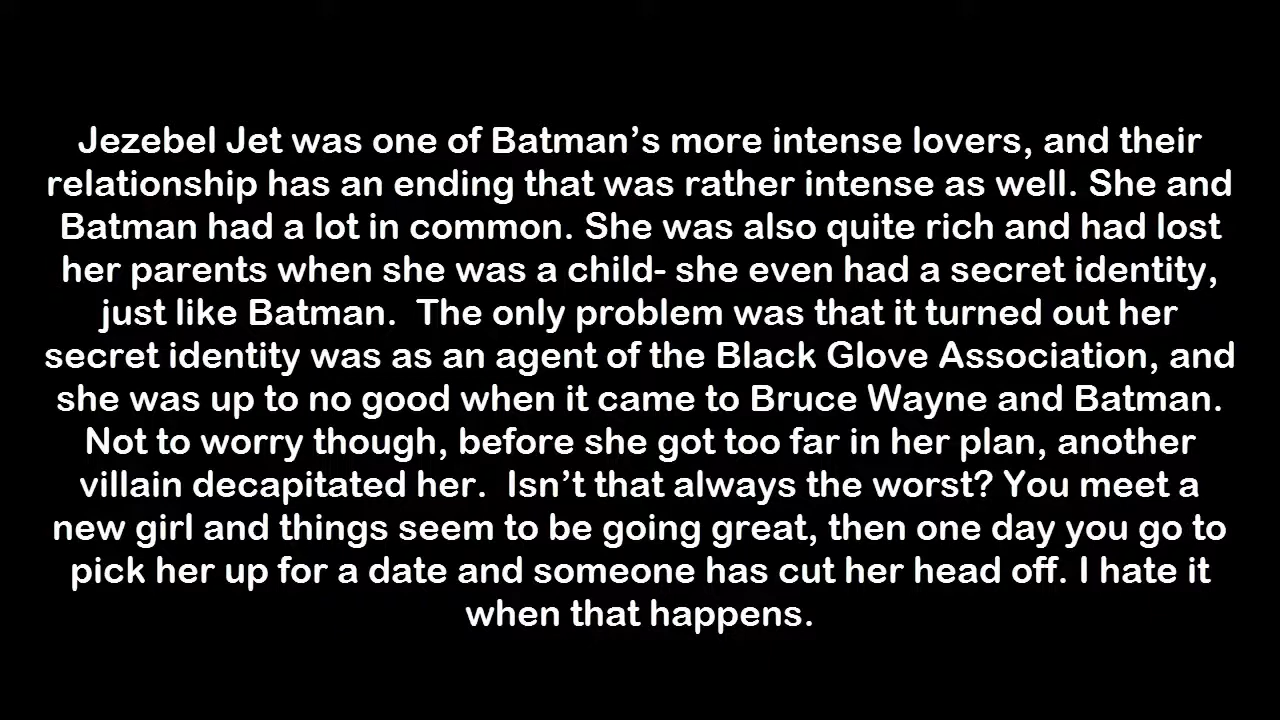 Jezebel Jet was one of Batman’s more intense lovers, and their
relationship has an ending that was rather intense as well. She and
Batman had a lot in common. She was also quite rich and had lost
her parents when she was a child- she even had a secret identity,
just like Batman.  The only problem was that it turned out her
secret identity was as an agent of the Black Glove Association, and
she was up to no good when it came to Bruce Wayne and Batman.
Not to worry though, before she got too far in her plan, another
villain decapitated her.  Isn’t that always the worst? You meet a
new girl and things seem to be going great, then one day you go to
pick her up for a date and someone has cut her head off. I hate it
when that happens.